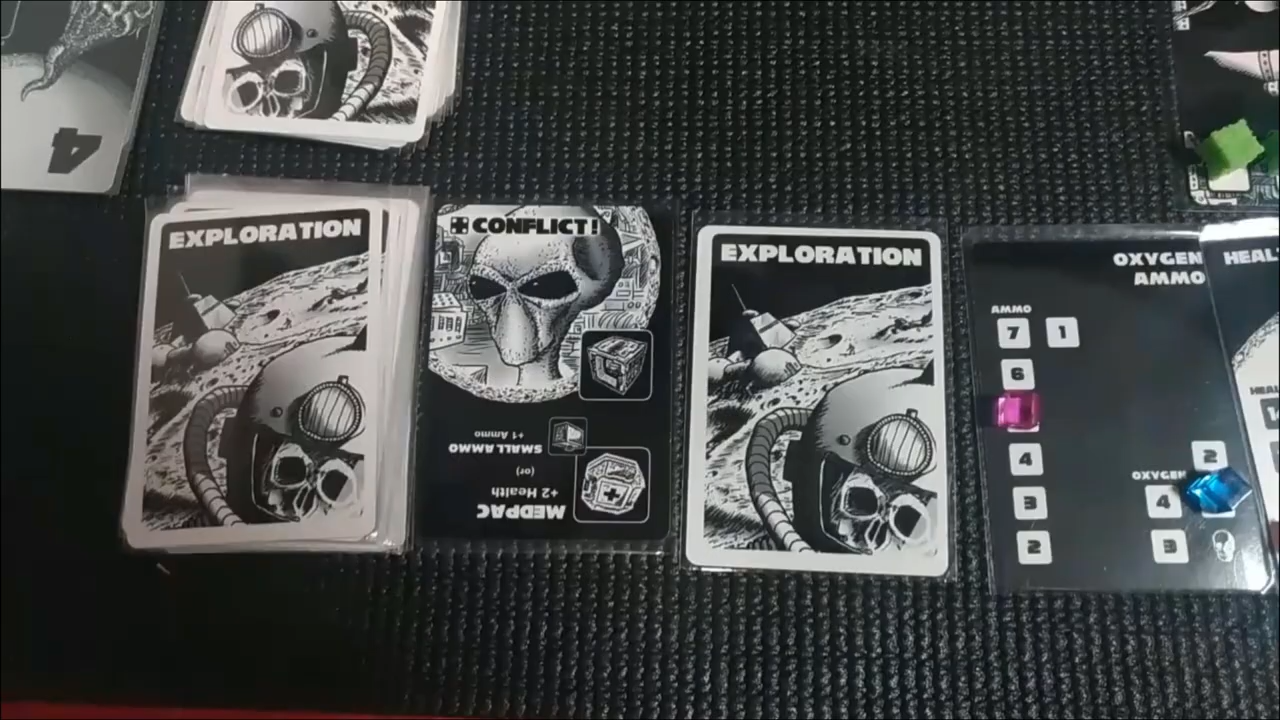 4
EXPLORATION
CONFLICT!
SMALL AMMO
+1 Ammo
(or)
MEDPAC
+2 Health
EXPLORATION
OXYGEN
AMMO
AMMO
7 1
6
4
3
2
2
OXYGEN
4
3
HEAL